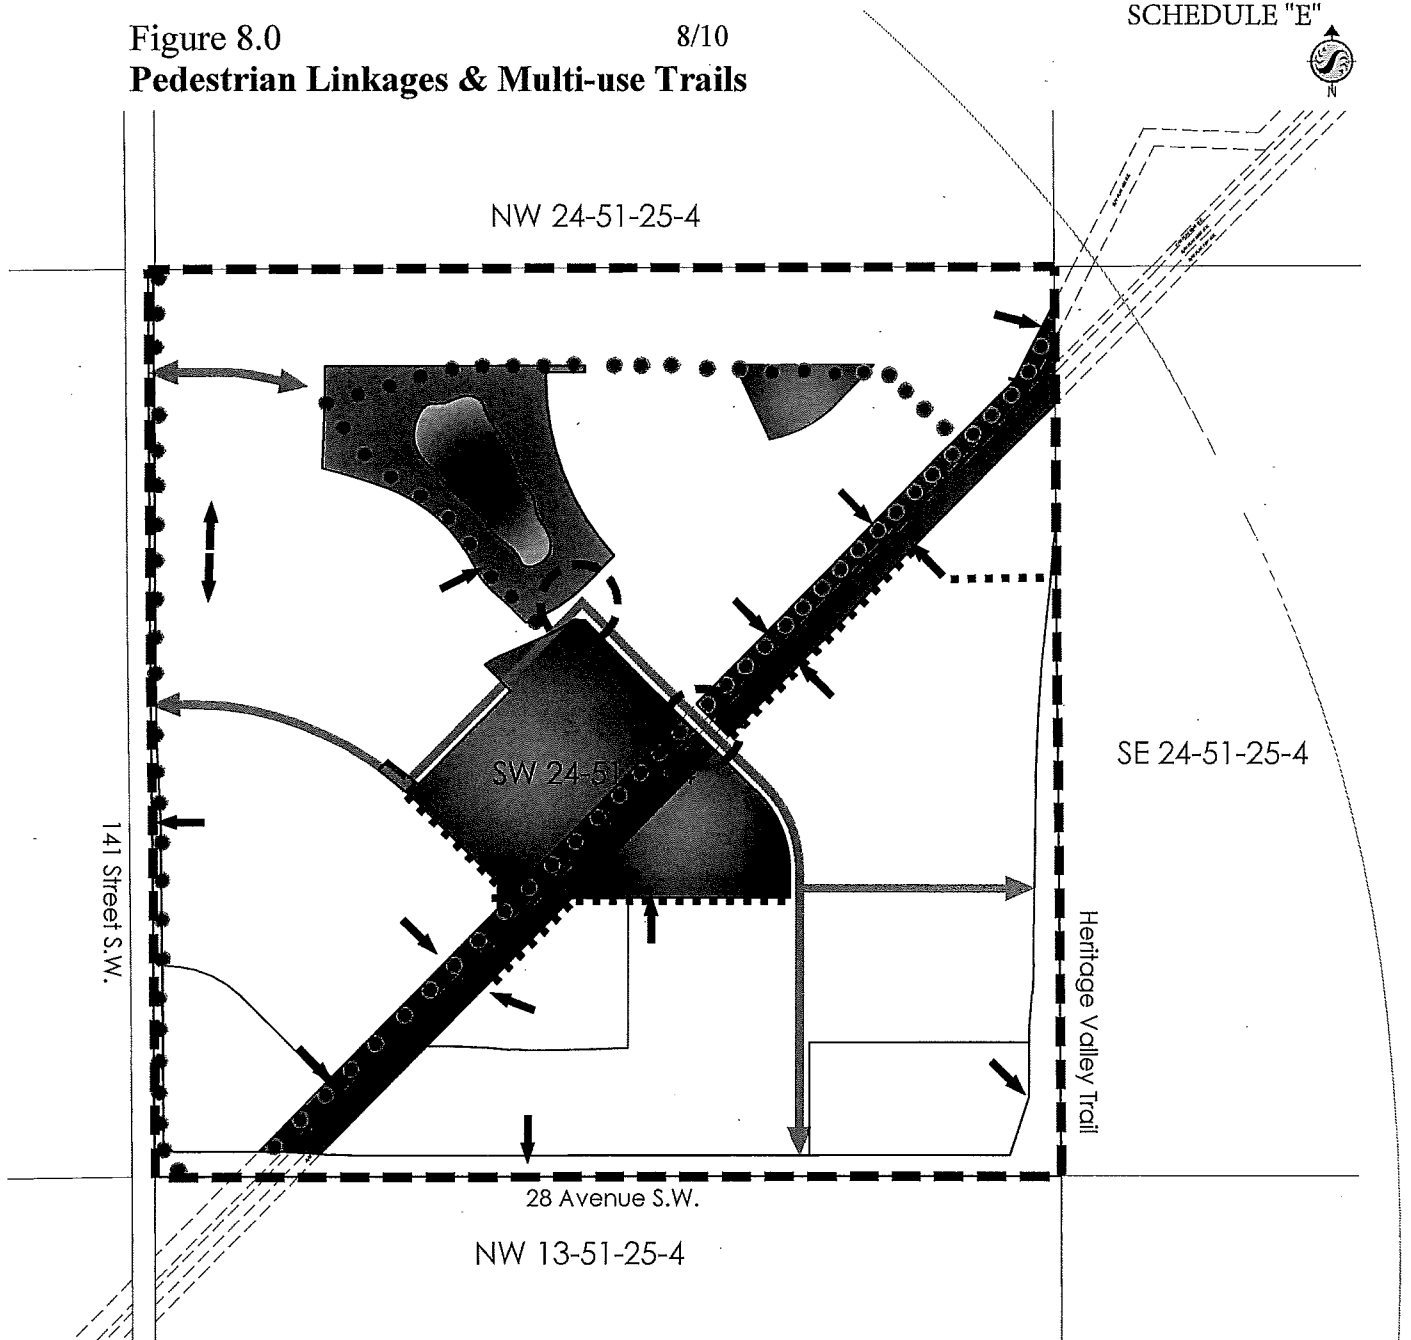 SCHEDULE "E"
Figure 8.0
8/10
Pedestrian Linkages & Multi-use Trails
N
NW 24-51-25-4
SW 24-51
4
SE 24-51-25-4
141 Street S.W.
Heritage Valley Trail
28 Avenue S.W.
NW 13-51-25-4